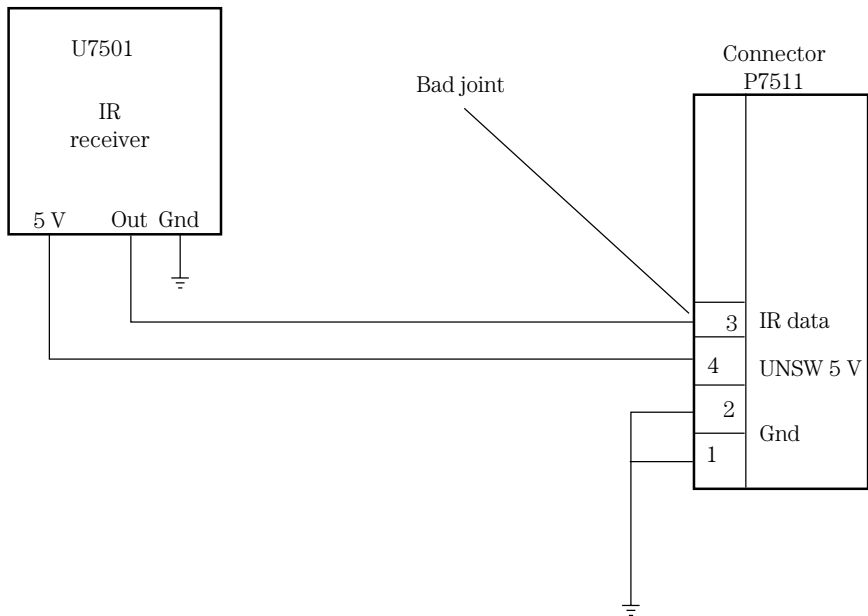 U7501
IR
receiver
5 V Out Gnd
Bad joint
Connector
P7511
3 IR data
4 UNSW 5 V
2
Gnd
1